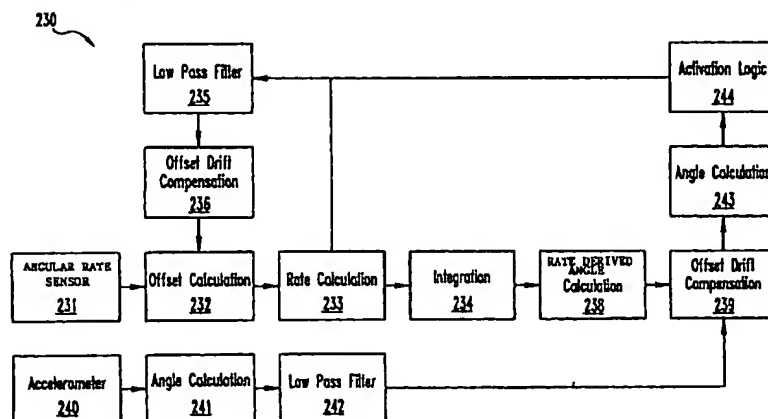 230
Low Pass Filter
235
Activation Logic
244
Offset Drift
Compensation
236
Angle Calculation
243
ANGULAR RATE
SENSOR
231
Offset Calculation
232
Rate Calculation
233
Integration
234
RATE DERIVED
ANGLE
Calculation
238
Offset Drift
Compensation
239
Accelerometer
240
Angle Calculation
241
Low Pass Filter
242